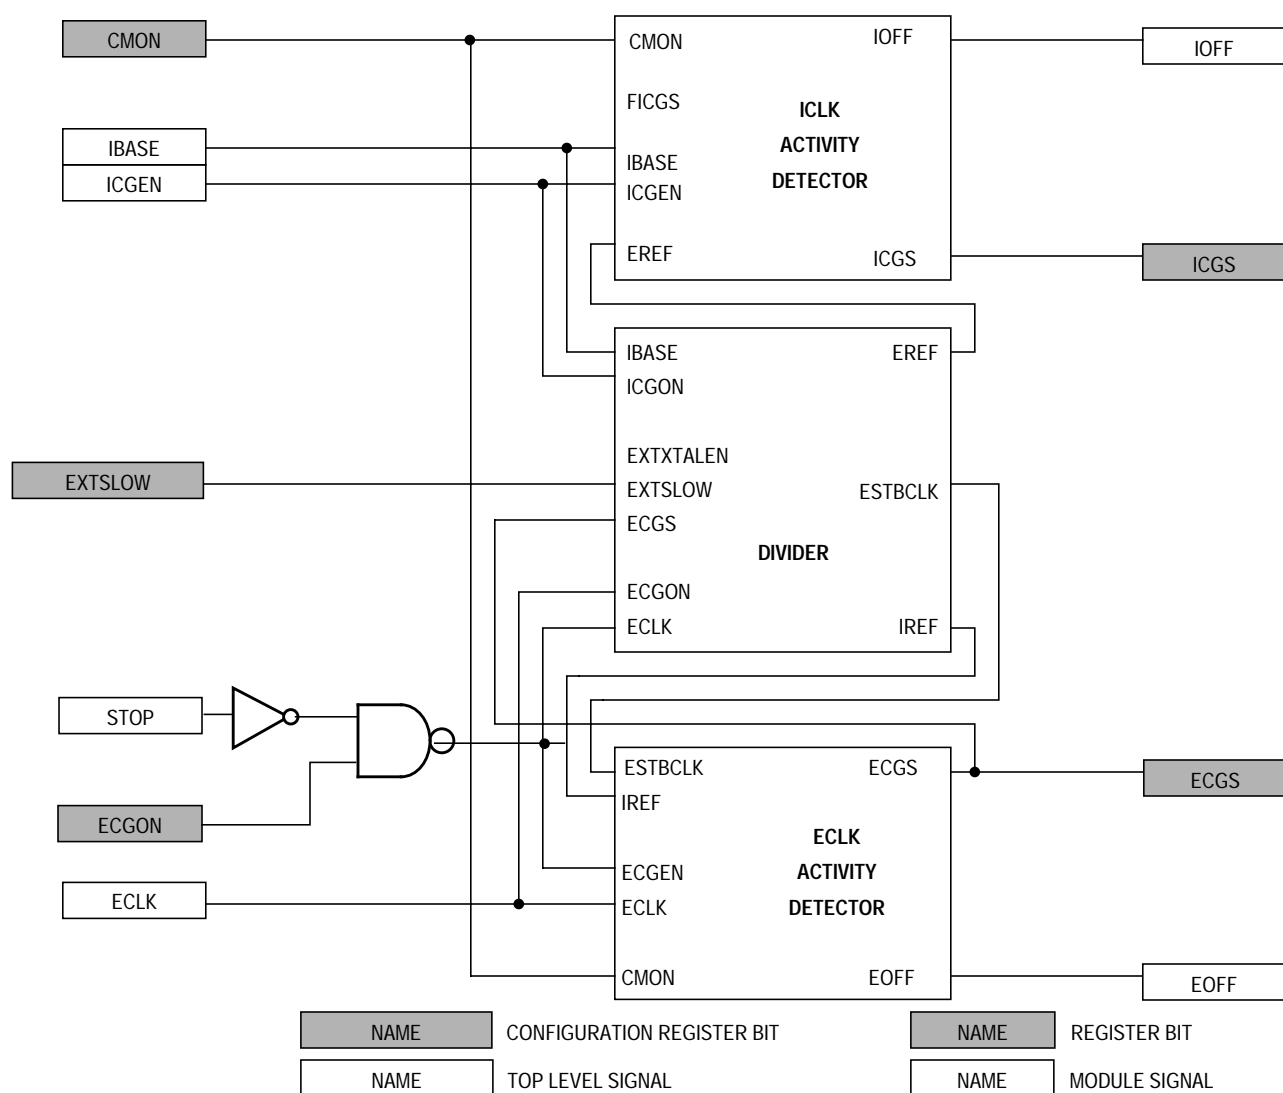 CMON
IBASE
ICGEN
EXTSLOW
STOP
ECGON
ECLK
CMON
IOFF
FICGS
ICLK
ACTIVITY
DETECTOR
IBASE
ICGEN
EREF
ICGS
IBASE
EREF
ICGON
EXTXTALEN
EXTSLOW
ESTBCLK
ECGS
DIVIDER
ECGON
ECLK
IREF
ESTBCLK
ECGS
IREF
ECLK
ACTIVITY
DETECTOR
ECGEN
ECLK
CMON
EOFF
IOFF
ICGS
ECGS
EOFF
NAME CONFIGURATION REGISTER BIT
NAME REGISTER BIT
NAME TOP LEVEL SIGNAL
NAME MODULE SIGNAL